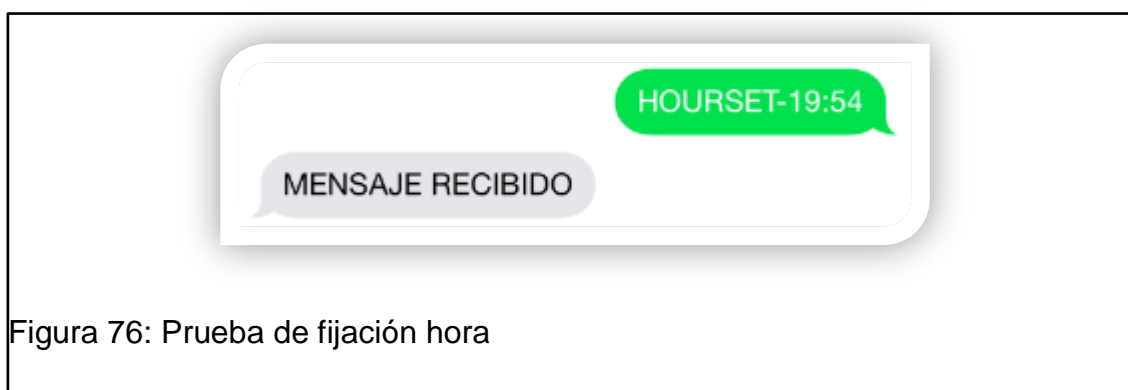 HOURSET-19:54
MENSAJE RECIBIDO
Figura 76: Prueba de fijación hora